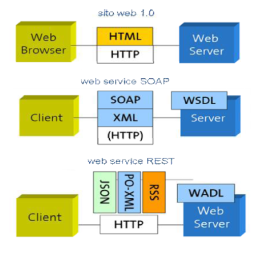 sito web 1.0
Web Browser
HTML
HTTP
Web Server
web service SOAP
Client
SOAP
XML
(HTTP)
WSDL
Server
web service REST
Client
JSON
PO-XML
RSS
HTTP
WADL
Web Server